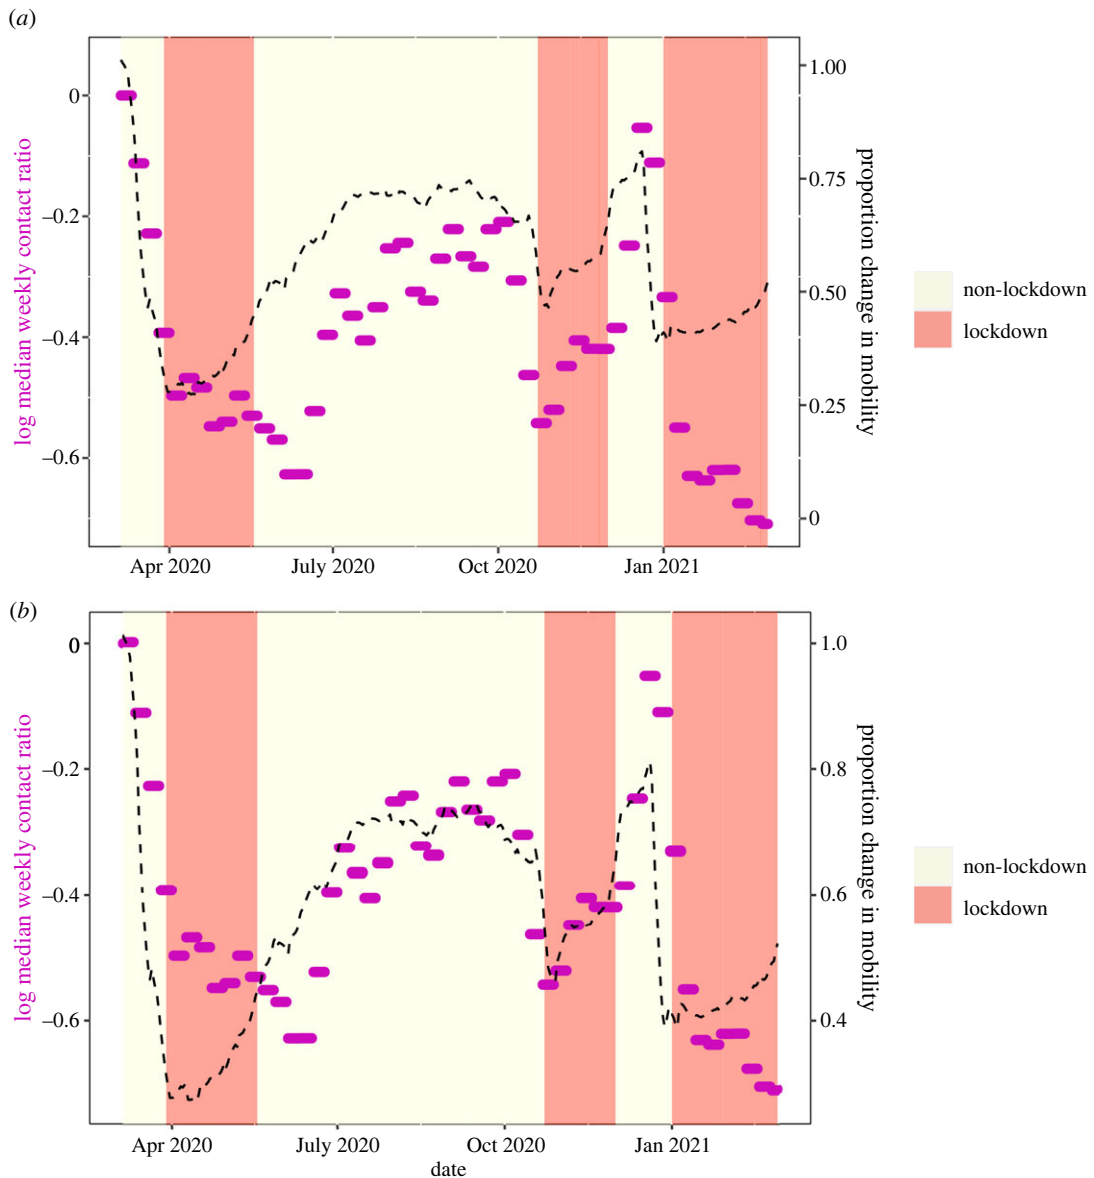 (a)
0
–0.2
–0.4
–0.6
log median weekly contact ratio
1.00
0.75
0.50
0.25
0
proportion change in mobility
Apr 2020
July 2020
Oct 2020
Jan 2021
non-lockdown
lockdown
(b)
0
–0.2
–0.4
–0.6
log median weekly contact ratio
1.0
0.8
0.6
0.4
proportion change in mobility
Apr 2020
July 2020
Oct 2020
Jan 2021
date
non-lockdown
lockdown